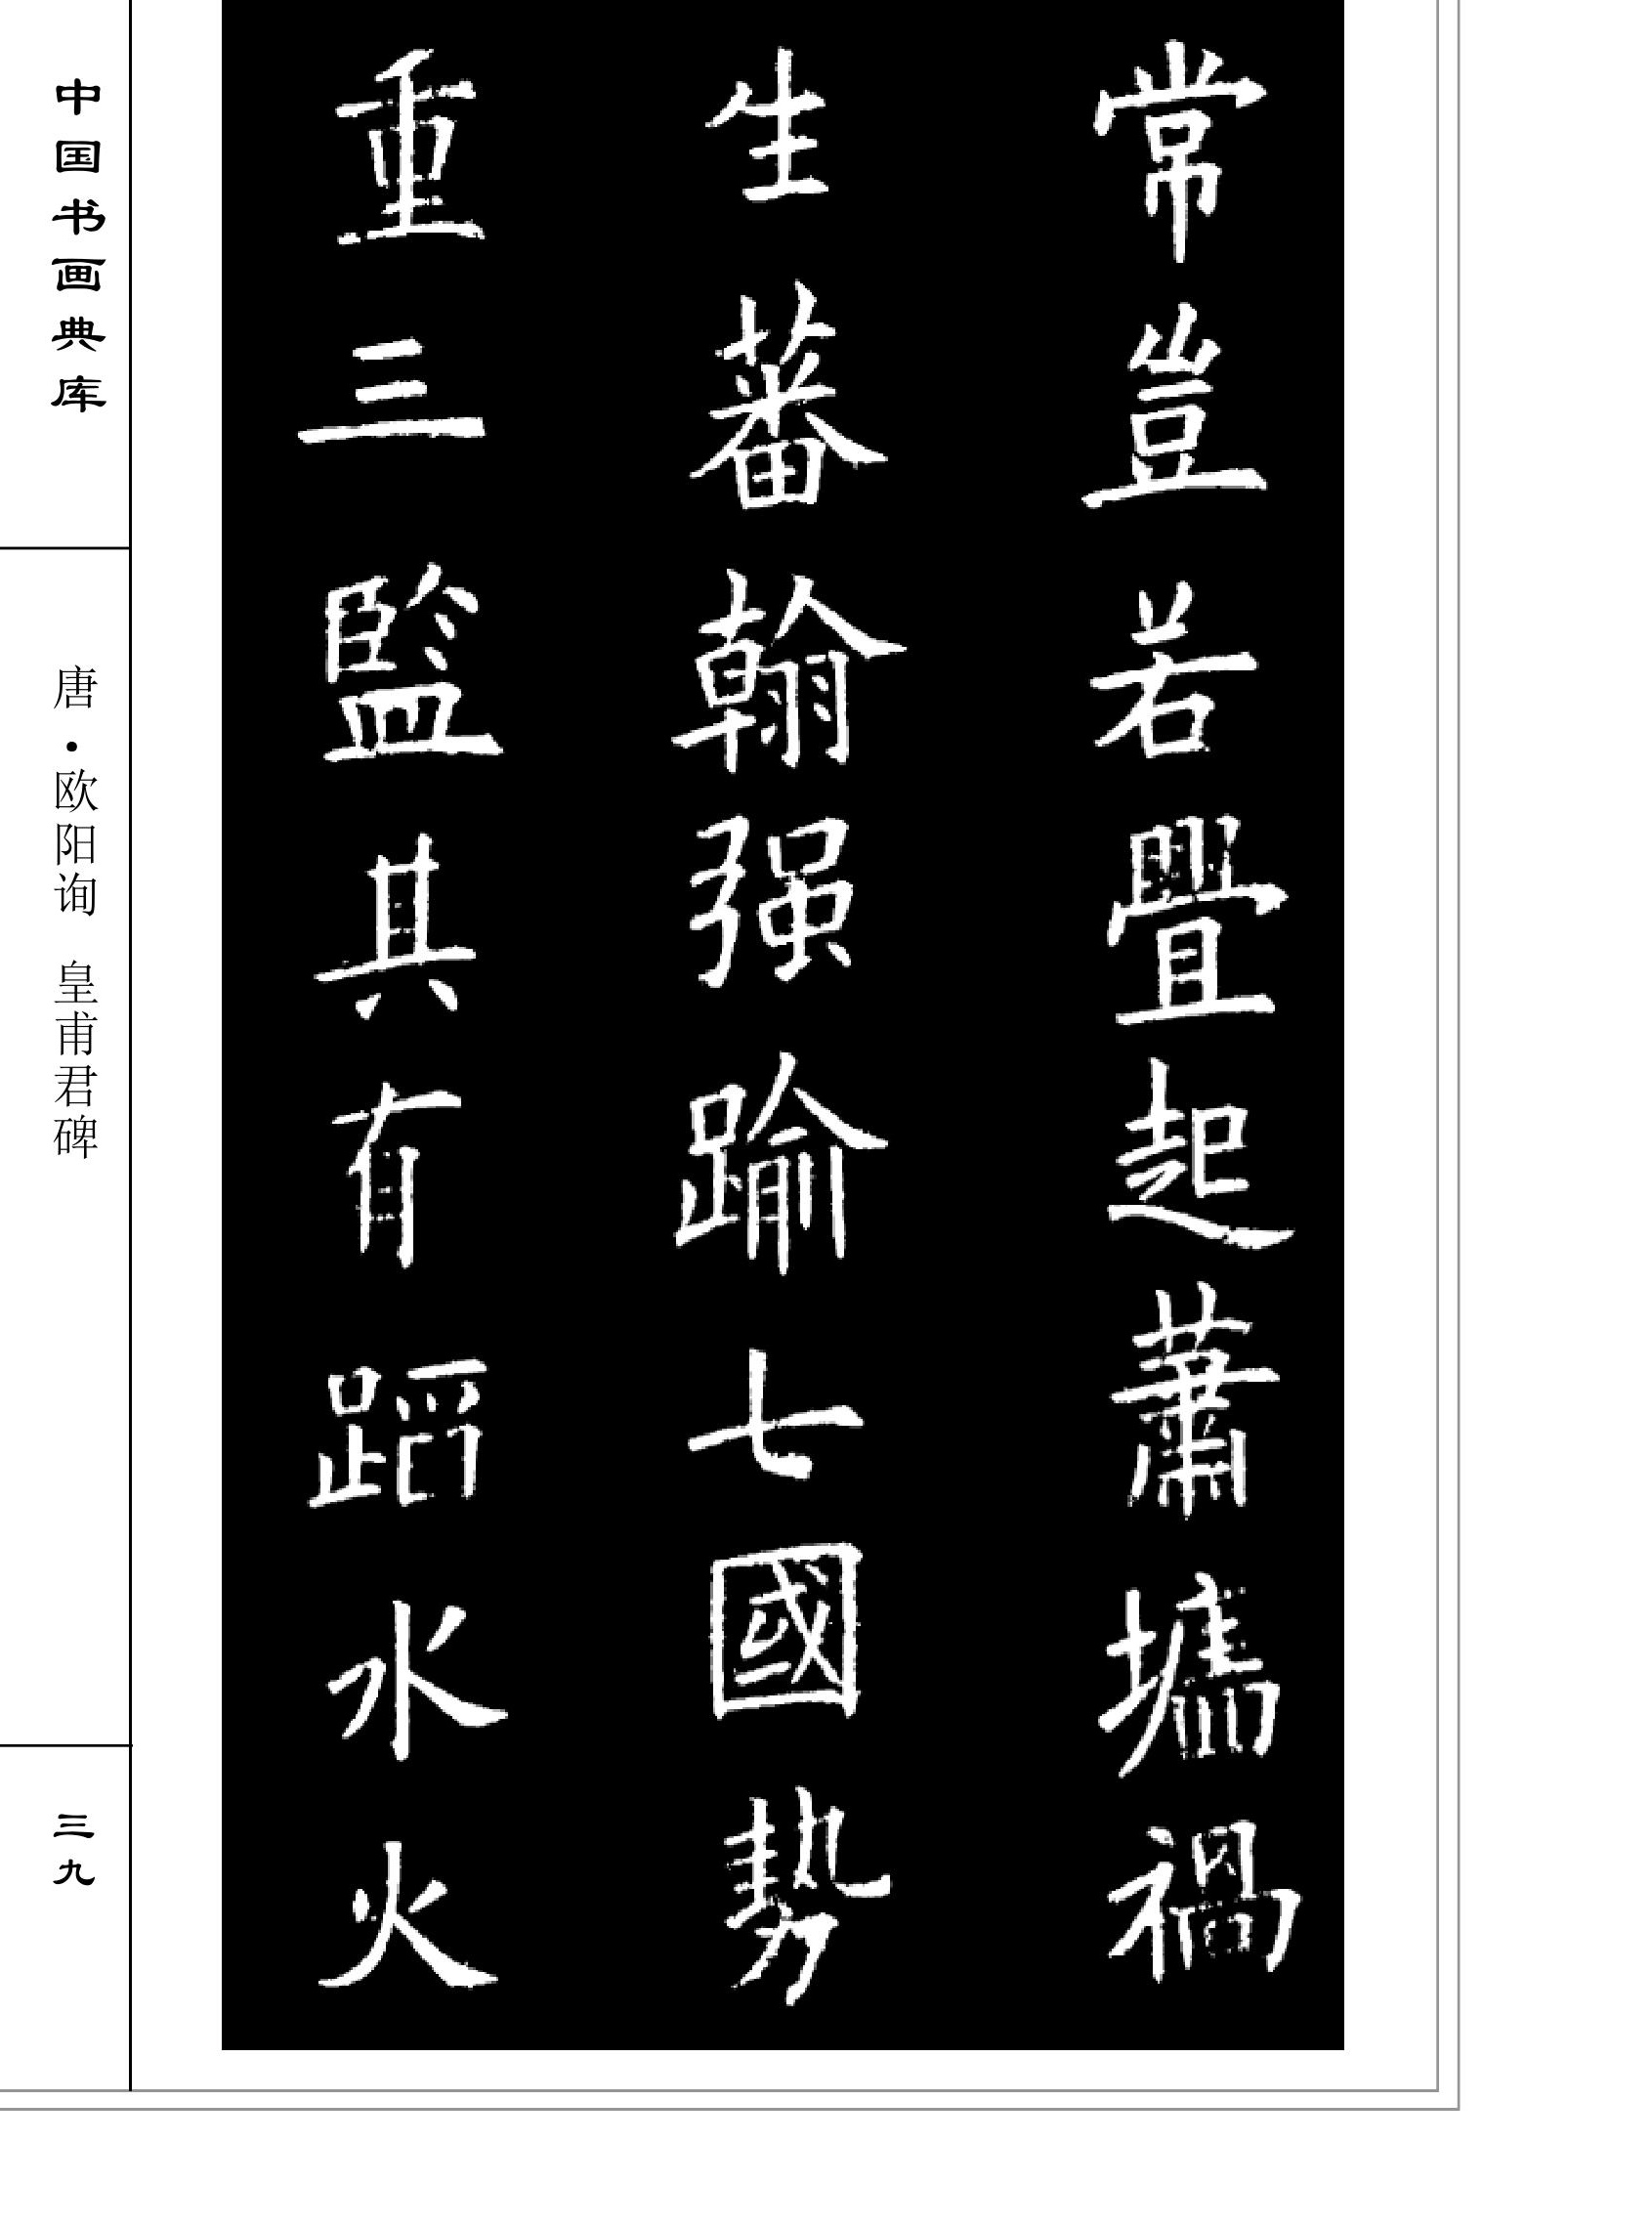 常豈若舋起蕭墻禍
生蕃翰强踰七國勢
重三監其有蹈水火
中国书画典库
唐·欧阳询 皇甫君碑
三九